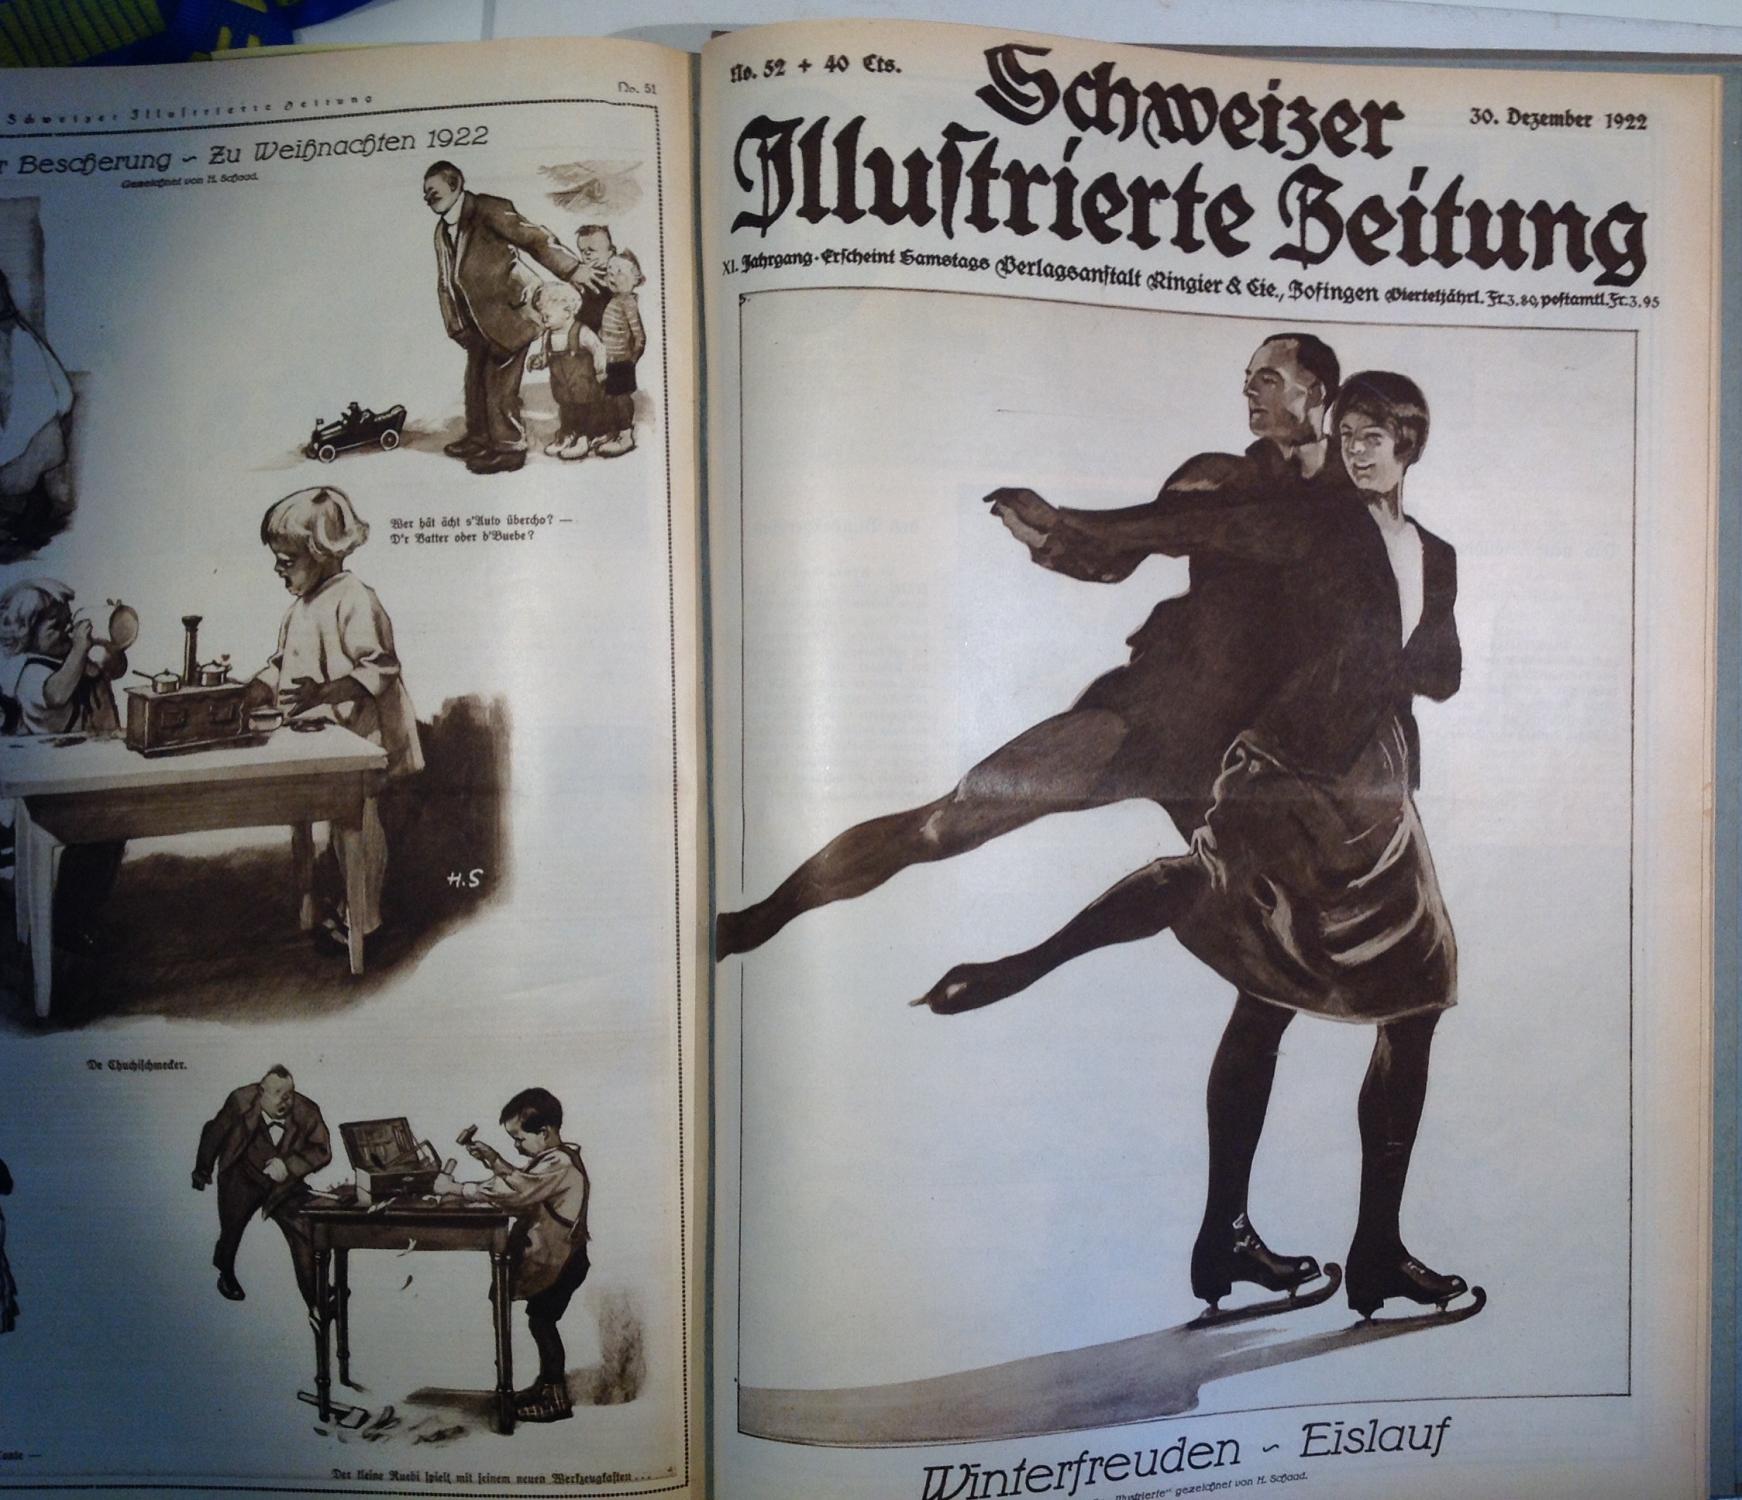 Schweizer Illustrierte Zeitung
No. 51
Bescherung ~ Zu Weihnachten 1922
Gezeichnet von H. Schaad.
Wer hät ächt s'Auto übercho? —
D'r Vatter oder d'Buebe?
H.S
De Chuchischmecker.
Der kleine Ruedi spielt mit seinem neuen Werkzeugkasten...
No. 52 + 40 Cts.
Schweizer
30. Dezember 1922
Illustrierte Zeitung
XI. Jahrgang · Erscheint Samstags Verlagsanstalt Ringier & Cie., Zofingen Vierteljährl. Fr. 3.80, postamtl. Fr. 3.95
Winterfreuden ~ Eislauf
Illustrierte" gezeichnet von H. Schaad.